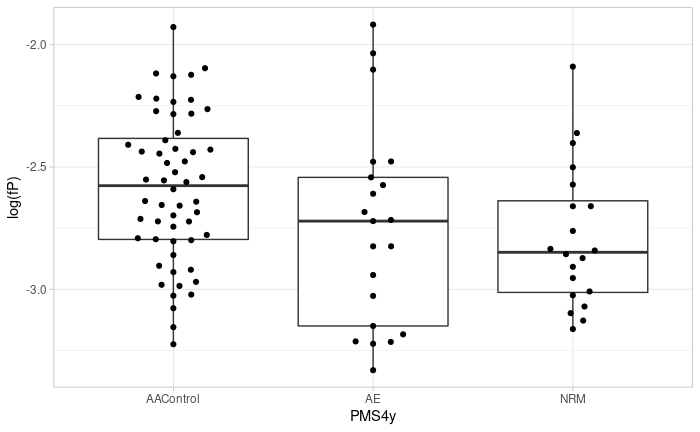 -2.0
-2.5
-3.0
log(fP)
AAControl
AE
NRM
PMS4y